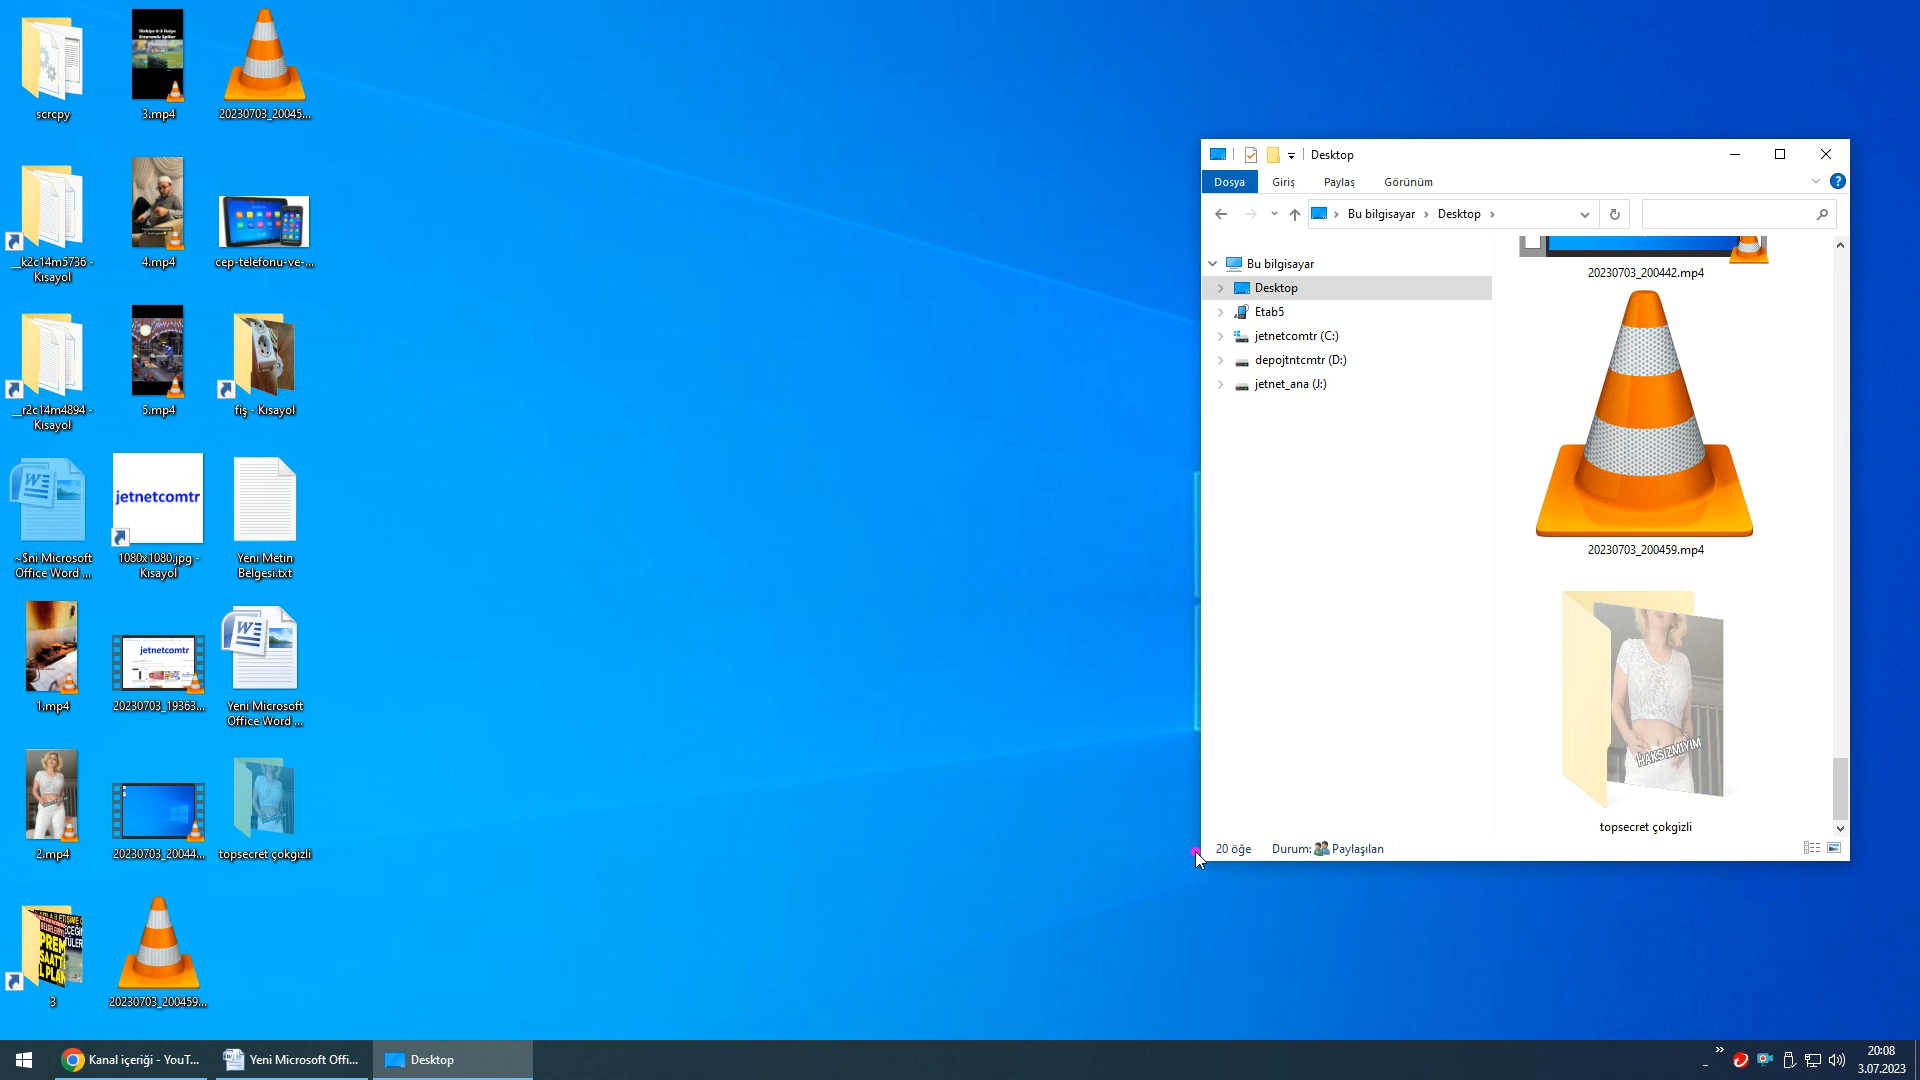 scrcpy
3.mp4
20230703_20045...
__k2c14m5736 -
Kısayol
4.mp4
cep-telefonu-ve-...
__r2c14m4894 -
Kısayol
5.mp4
fiş - Kısayol
jetnetcomtr
~$ni Microsoft
Office Word ...
1080x1080.jpg -
Kısayol
Yeni Metin
Belgesi.txt
jetnetcomtr
1.mp4
20230703_19363...
Yeni Microsoft
Office Word ...
2.mp4
20230703_20044...
topsecret çokgizli
3
20230703_200459...
Desktop
Dosya
Giriş
Paylaş
Görünüm
Bu bilgisayar
Desktop
Bu bilgisayar
Desktop
Etab5
jetnetcomtr (C:)
depojtntcmtr (D:)
jetnet_ana (J:)
20230703_200442.mp4
20230703_200459.mp4
HAKSIZMIYIM
topsecret çokgizli
20 öğe
Durum:
Paylaşılan
Kanal içeriği - YouT...
Yeni Microsoft Offi...
Desktop
20:08
3.07.2023